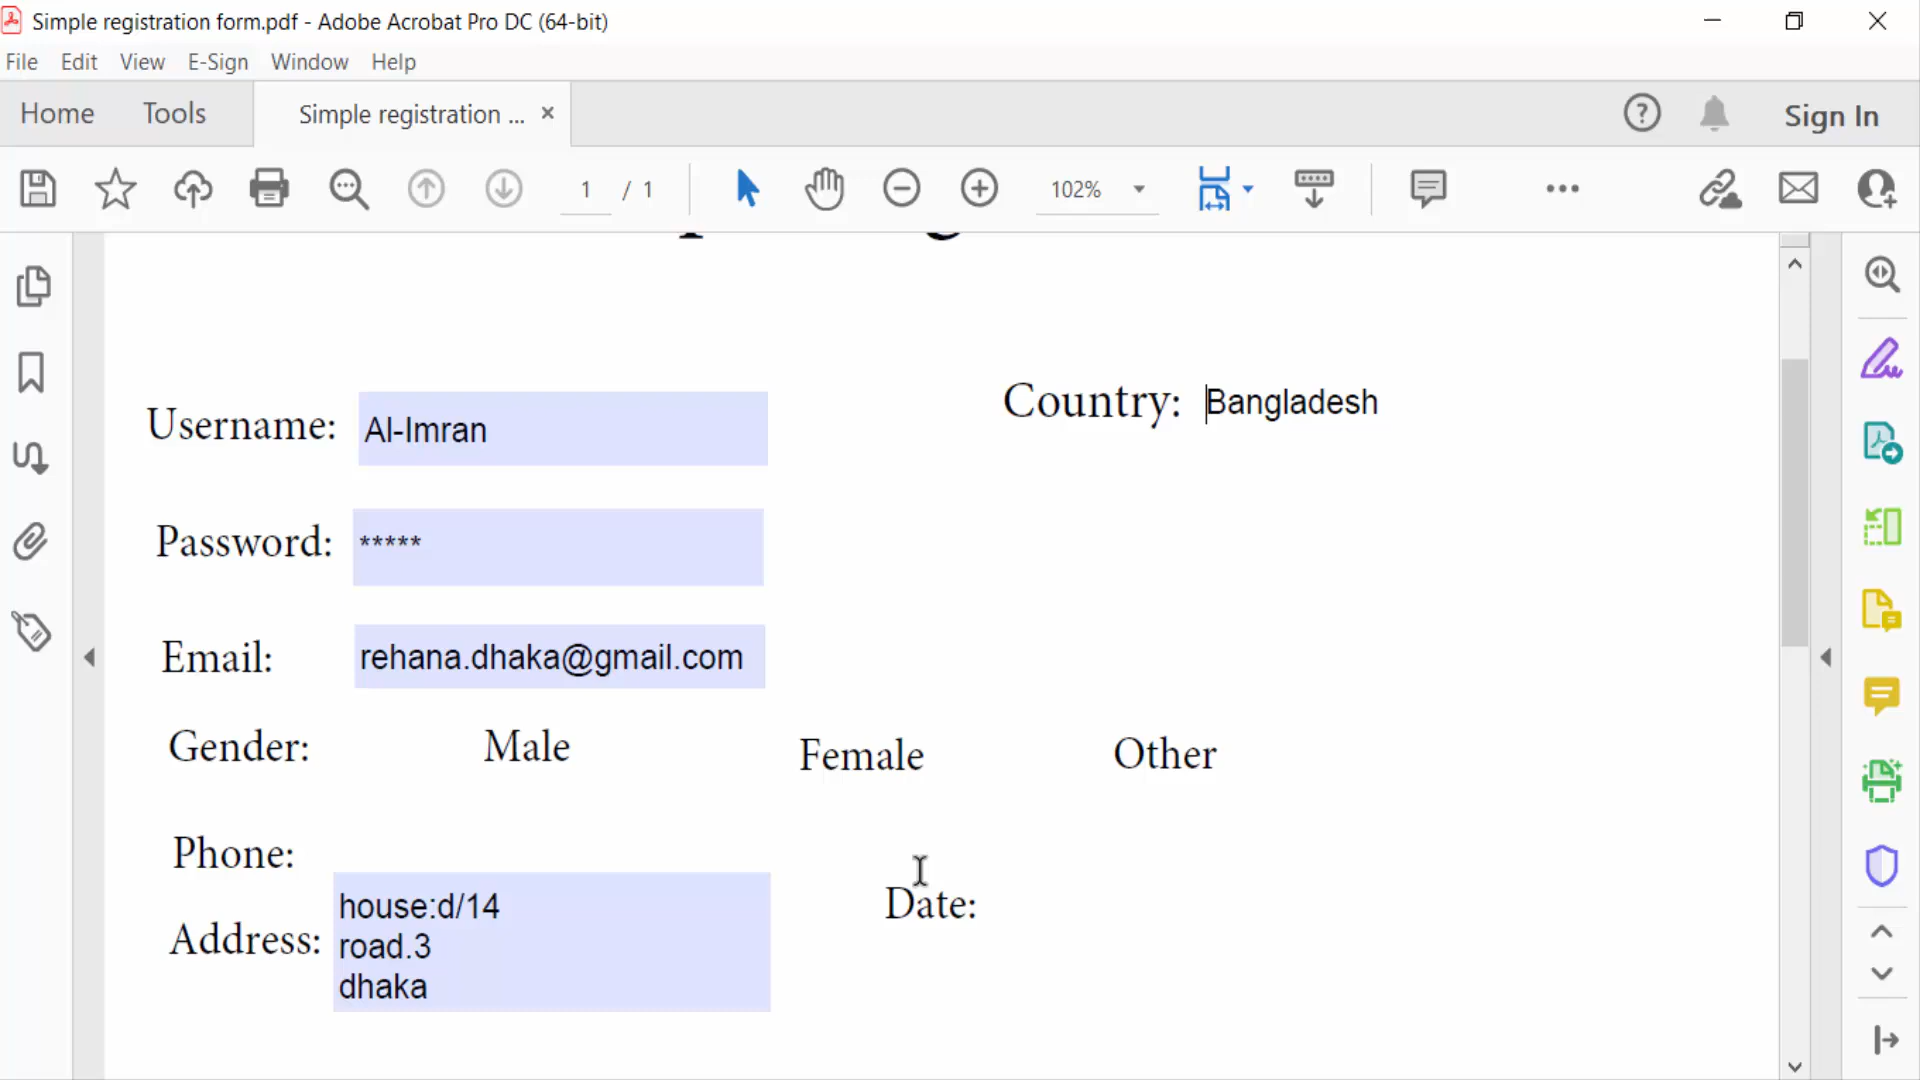 Simple registration form.pdf - Adobe Acrobat Pro DC (64-bit)
File Edit View E-Sign Window Help
Home Tools Simple registration ... × Sign In
1 / 1 102%
Country: Bangladesh
Username: Al-Imran
Password: *****
Email: rehana.dhaka@gmail.com
Gender: Male Female Other
Phone:
Address: house:d/14
road.3
dhaka
Date: